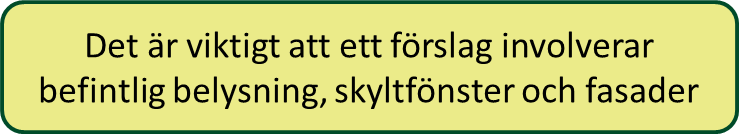 Det är viktigt att ett förslag involverar
befintlig belysning, skyltfönster och fasader